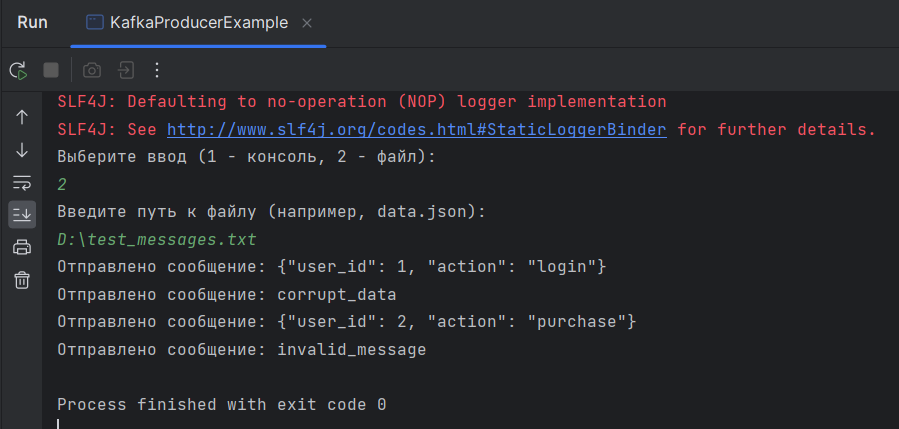 Run KafkaProducerExample
SLF4J: Defaulting to no-operation (NOP) logger implementation
SLF4J: See http://www.slf4j.org/codes.html#StaticLoggerBinder for further details.
Выберите ввод (1 - консоль, 2 - файл):
2
Введите путь к файлу (например, data.json):
D:\test_messages.txt
Отправлено сообщение: {"user_id": 1, "action": "login"}
Отправлено сообщение: corrupt_data
Отправлено сообщение: {"user_id": 2, "action": "purchase"}
Отправлено сообщение: invalid_message
Process finished with exit code 0